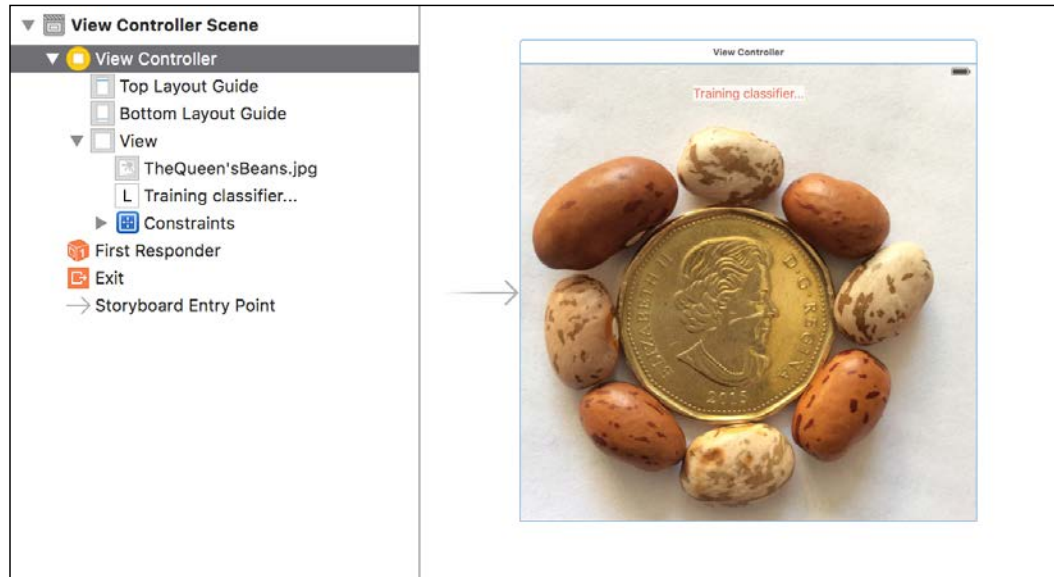 View Controller Scene
View Controller
Top Layout Guide
Bottom Layout Guide
View
TheQueen'sBeans.jpg
L Training classifier...
Constraints
First Responder
Exit
Storyboard Entry Point
View Controller
Training classifier...
ELIZABETH II
D·G·REGINA
2015